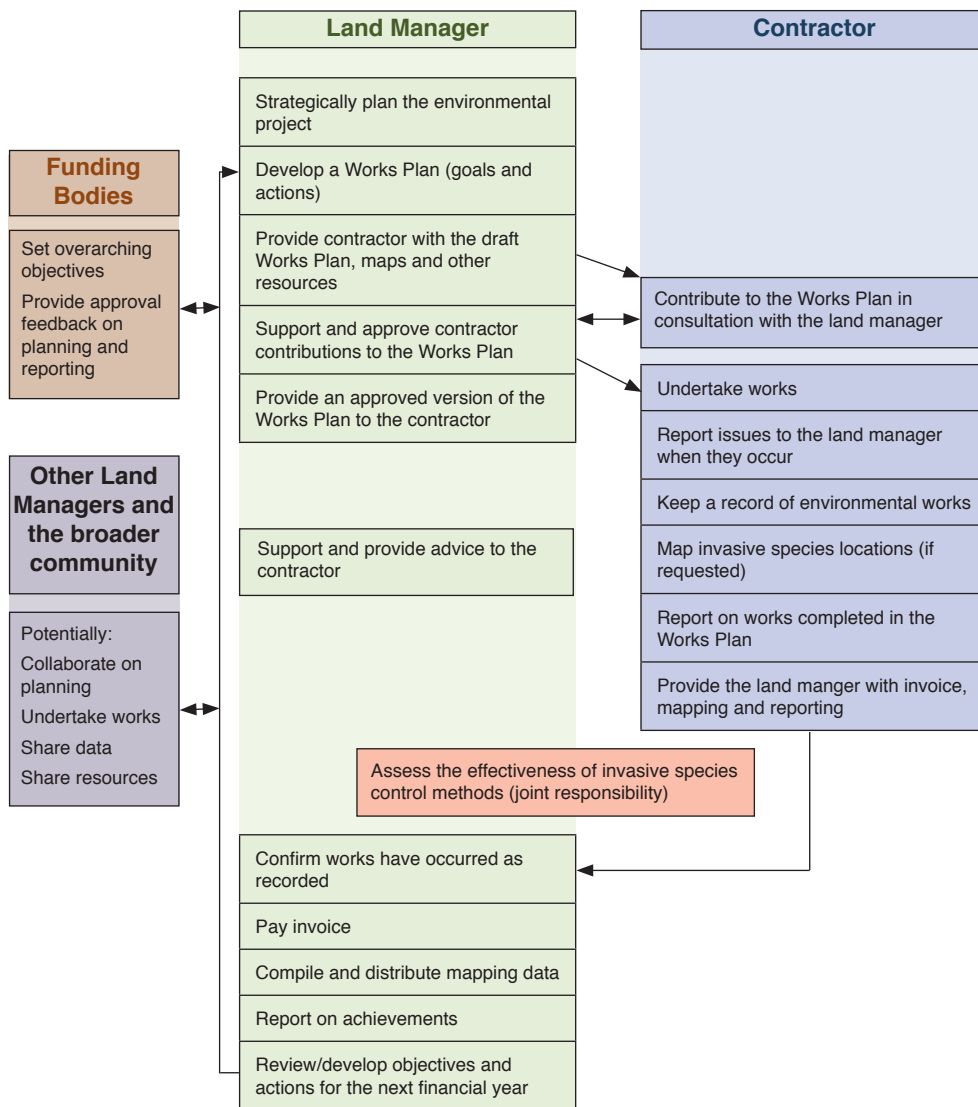 Land Manager
Contractor
Strategically plan the environmental
project
Develop a Works Plan (goals and
actions)
Provide contractor with the draft
Works Plan, maps and other
resources
Support and approve contractor
contributions to the Works Plan
Provide an approved version of the
Works Plan to the contractor
Support and provide advice to the
contractor
Funding
Bodies
Set overarching
objectives
Provide approval
feedback on
planning and
reporting
Other Land
Managers and
the broader
community
Potentially:
Collaborate on
planning
Undertake works
Share data
Share resources
Contribute to the Works Plan in
consultation with the land manager
Undertake works
Report issues to the land manager
when they occur
Keep a record of environmental works
Map invasive species locations (if
requested)
Report on works completed in the
Works Plan
Provide the land manger with invoice,
mapping and reporting
Assess the effectiveness of invasive species
control methods (joint responsibility)
Confirm works have occurred as
recorded
Pay invoice
Compile and distribute mapping data
Report on achievements
Review/develop objectives and
actions for the next financial year